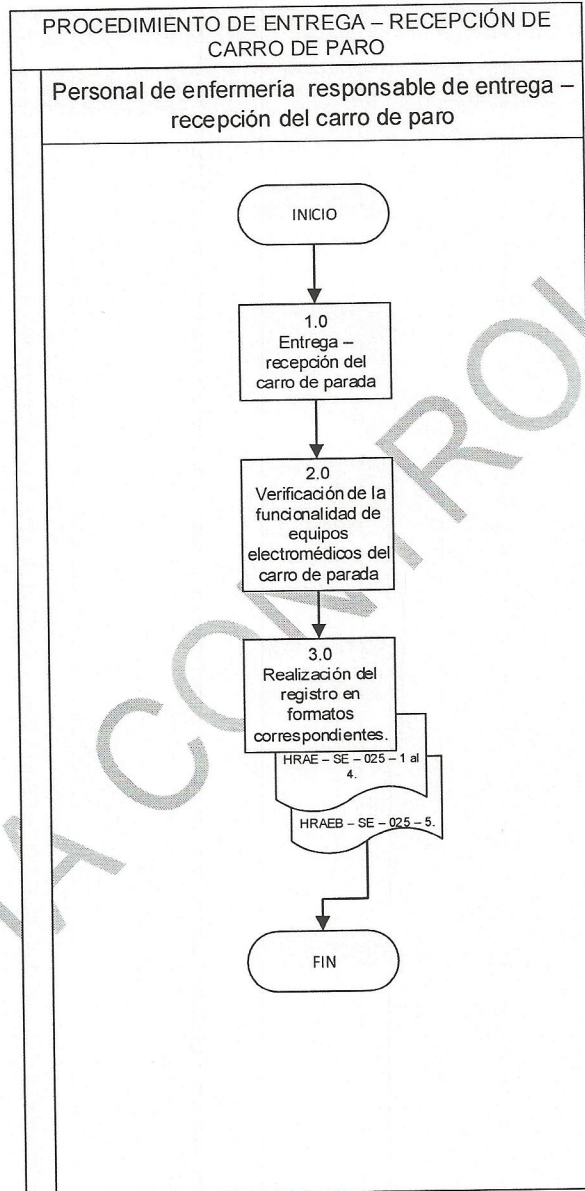 PROCEDIMIENTO DE ENTREGA – RECEPCIÓN DE
CARRO DE PARO
Personal de enfermería responsable de entrega –
recepción del carro de paro
INICIO
1.0
Entrega –
recepción del
carro de parada
2.0
Verificación de la
funcionalidad de
equipos
electromédicos del
carro de parada
3.0
Realización del
registro en
formatos
correspondientes.
HRAE – SE – 025 – 1 al
4.
HRAEB – SE – 025 – 5.
FIN